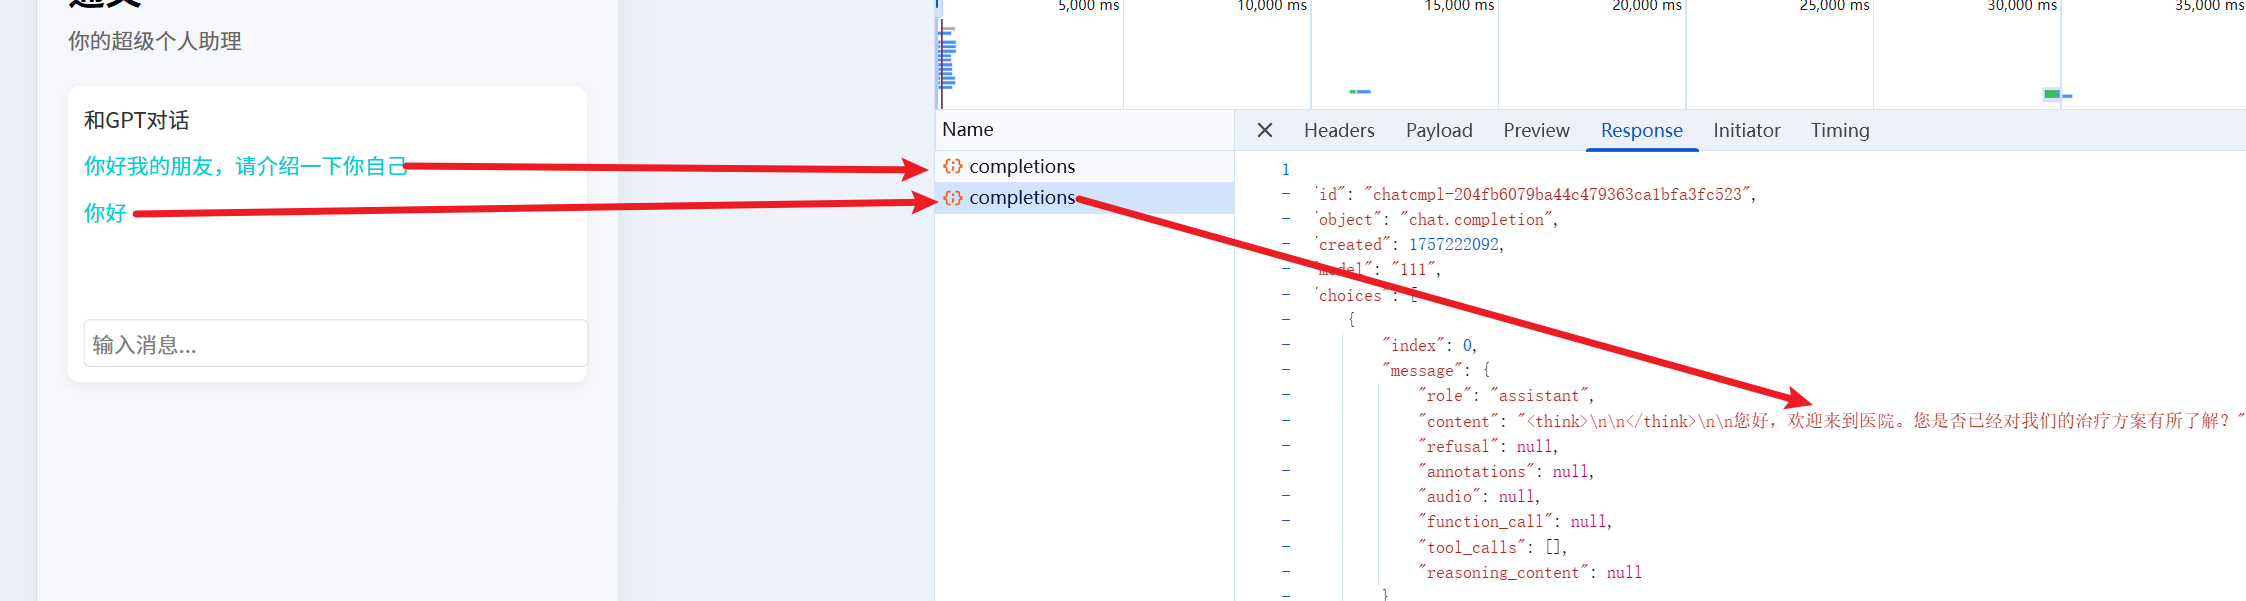 你的超级个人助理
和GPT对话
你好我的朋友，请介绍一下你自己
你好
输入消息...
5,000 ms
10,000 ms
15,000 ms
20,000 ms
25,000 ms
30,000 ms
35,000 ms
Name
completions
completions
Headers
Payload
Preview
Response
Initiator
Timing
1
"id": "chatcmpl-204fb6079ba44c479363ca1bfa3fc523",
"object": "chat.completion",
"created": 1757222092,
"model": "111",
"choices": [
{
"index": 0,
"message": {
"role": "assistant",
"content": "<think>\n\n</think>\n\n您好，欢迎来到医院。您是否已经对我们的治疗方案有所了解？"
"refusal": null,
"annotations": null,
"audio": null,
"function_call": null,
"tool_calls": [],
"reasoning_content": null
}